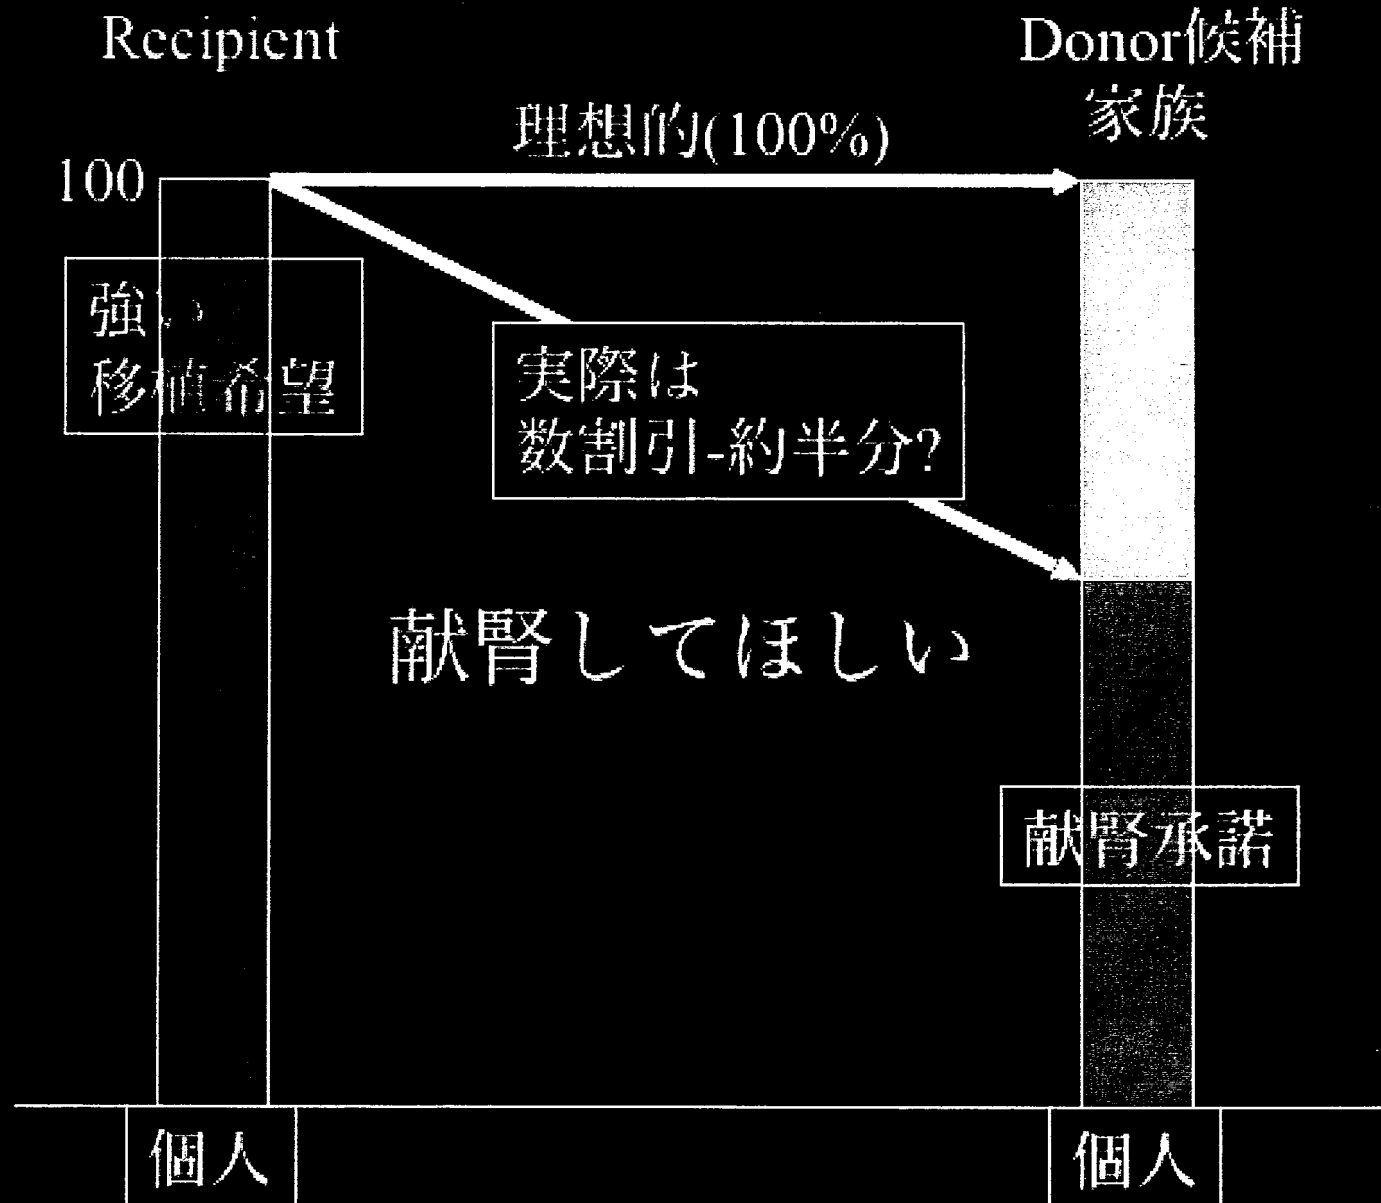 Recipient
Donor候補
家族
理想的(100%)
100
強い
移植希望
実際は
数割引-約半分?
献腎してほしい
献腎承諾
個人
個人